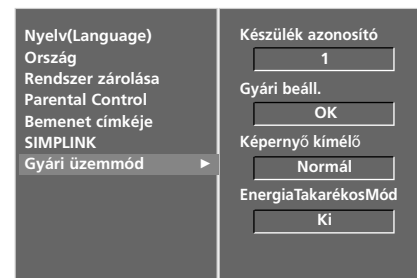 Nyelv(Language)
Ország
Rendszer zárolása
Parental Control
Bemenet címkéje
SIMPLINK
Gyári üzemmód ►
Készülék azonosító
1
Gyári beáll.
OK
Képernyő kímélő
Normál
EnergiaTakarékosMód
Ki